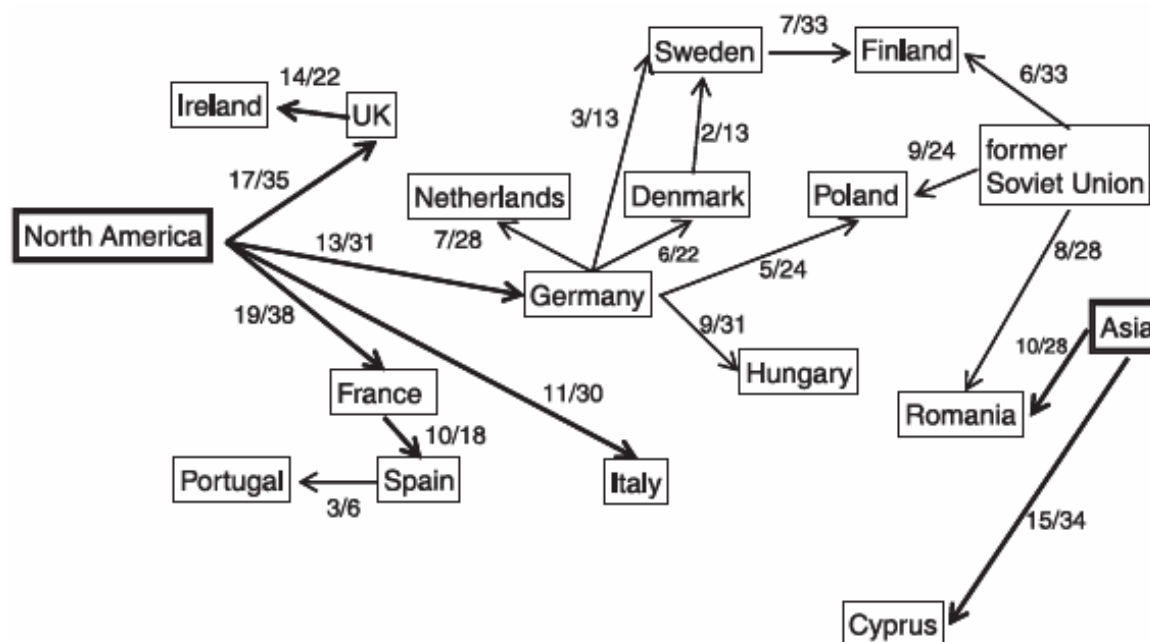 7/33
Sweden
Finland
14/22
6/33
Ireland
UK
3/13
2/13
9/24
former
Soviet Union
17/35
Netherlands
Denmark
Poland
North America
13/31
7/28
6/22
5/24
8/28
Germany
19/38
9/31
Asia
10/28
Hungary
France
11/30
Romania
10/18
Portugal
Spain
Italy
3/6
15/34
Cyprus